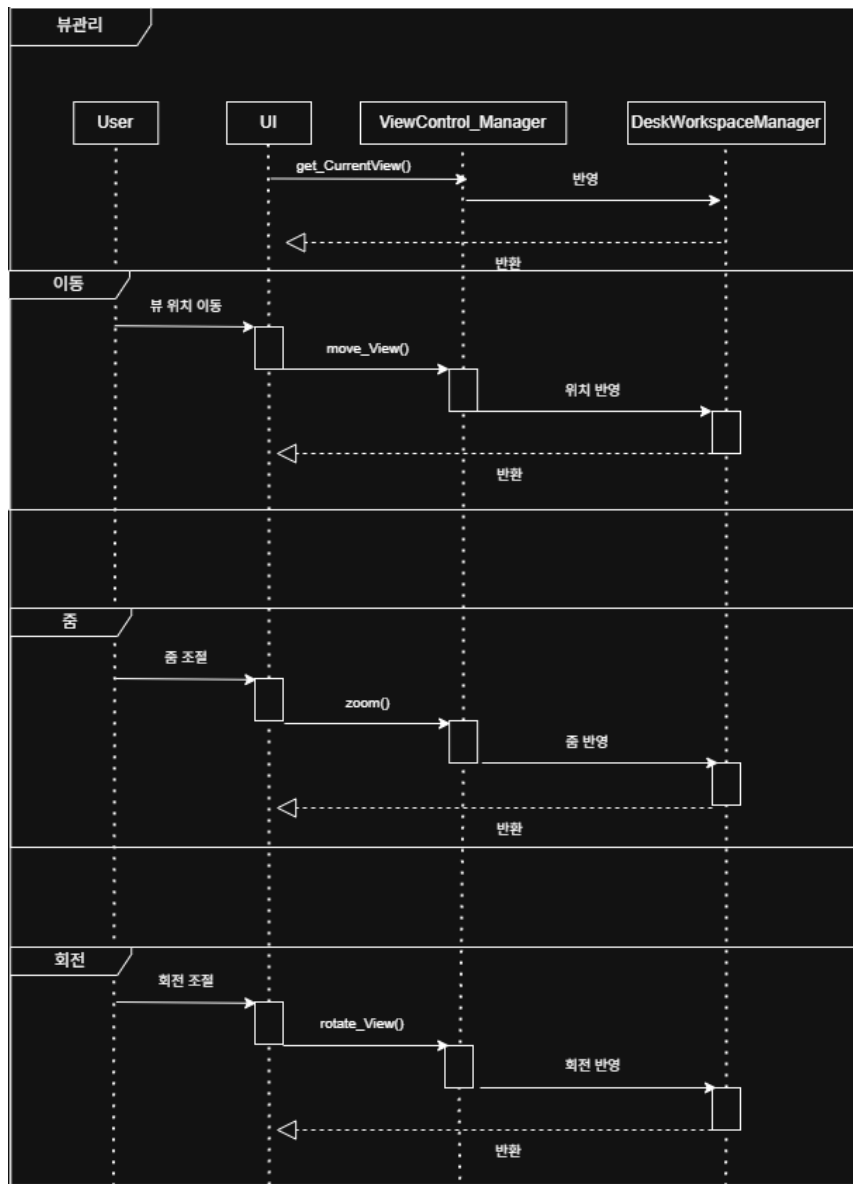 뷰관리
User
UI
ViewControl_Manager
DeskWorkspaceManager
get_CurrentView()
반영
반환
이동
뷰 위치 이동
move_View()
위치 반영
반환
줌
줌 조절
zoom()
줌 반영
반환
회전
회전 조절
rotate_View()
회전 반영
반환